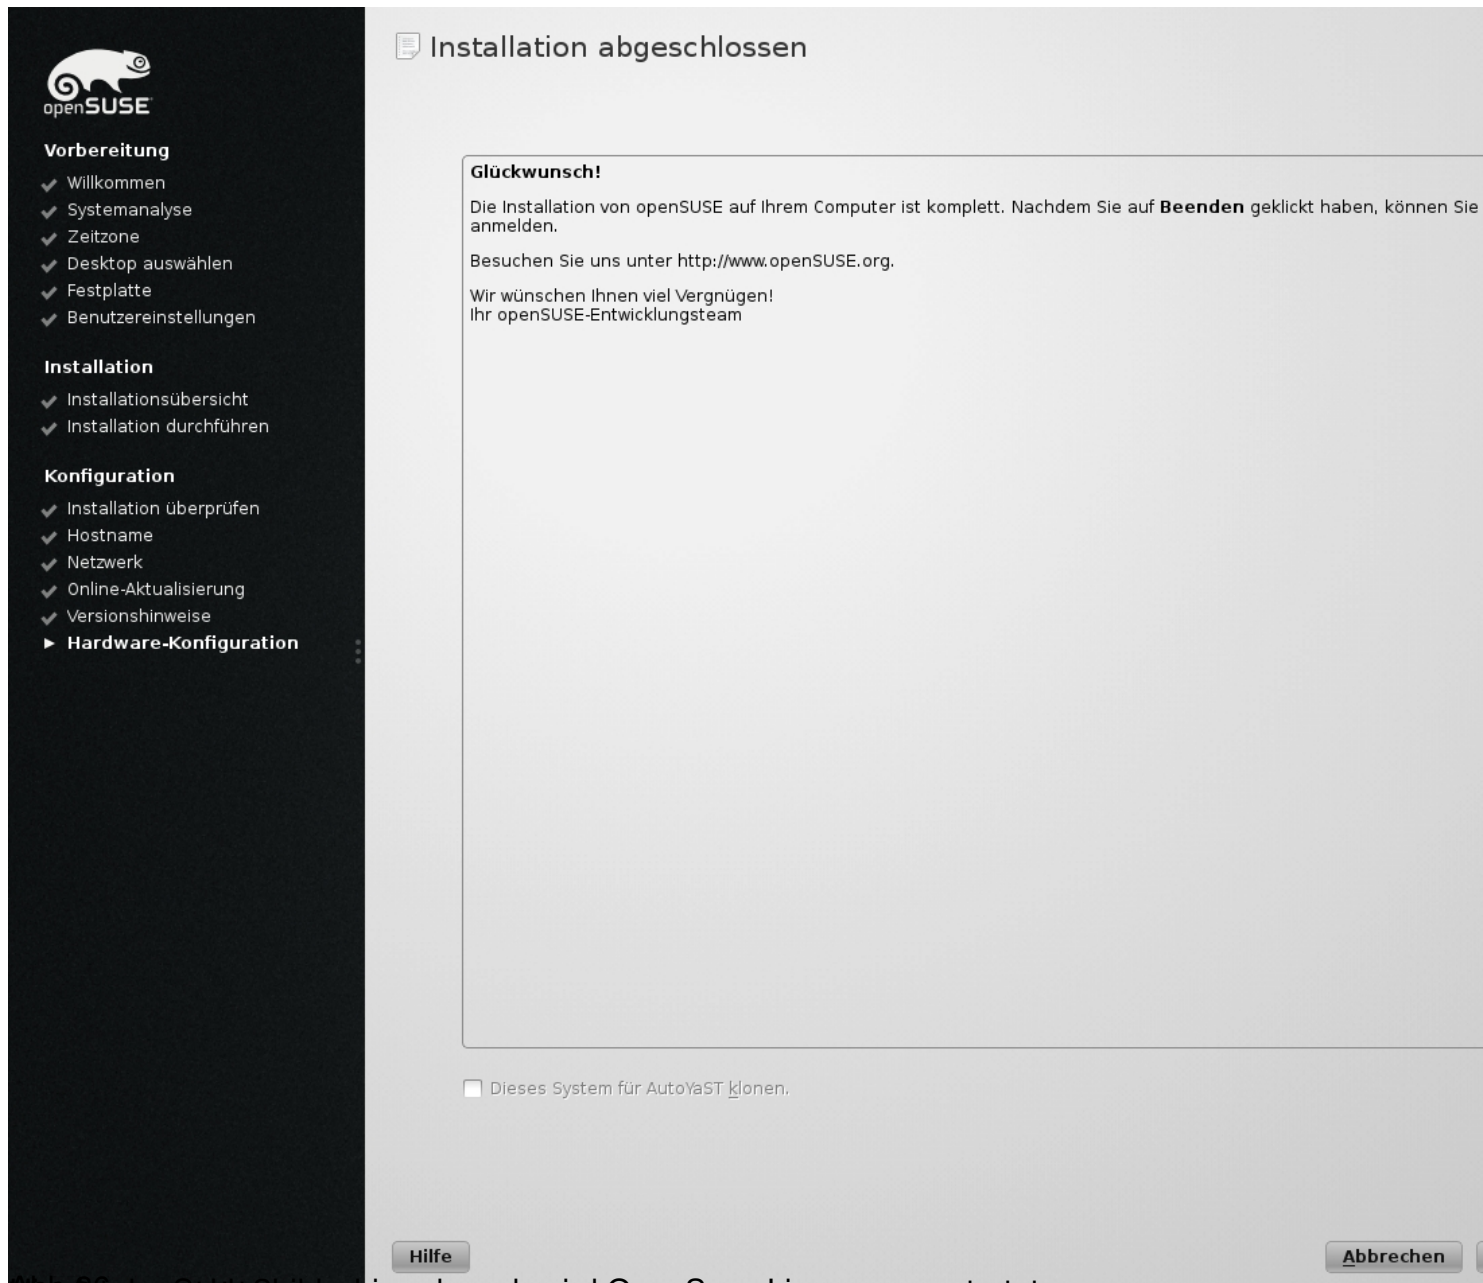 openSUSE
Vorbereitung
Willkommen
Systemanalyse
Zeitzone
Desktop auswählen
Festplatte
Benutzereinstellungen
Installation
Installationsübersicht
Installation durchführen
Konfiguration
Installation überprüfen
Hostname
Netzwerk
Online-Aktualisierung
Versionshinweise
Hardware-Konfiguration
Installation abgeschlossen
Glückwunsch!
Die Installation von openSUSE auf Ihrem Computer ist komplett. Nachdem Sie auf Beenden geklickt haben, können Sie
anmelden.
Besuchen Sie uns unter http://www.openSUSE.org.
Wir wünschen Ihnen viel Vergnügen!
Ihr openSUSE-Entwicklungsteam
Dieses System für AutoYaST klonen.
Hilfe
Abbrechen